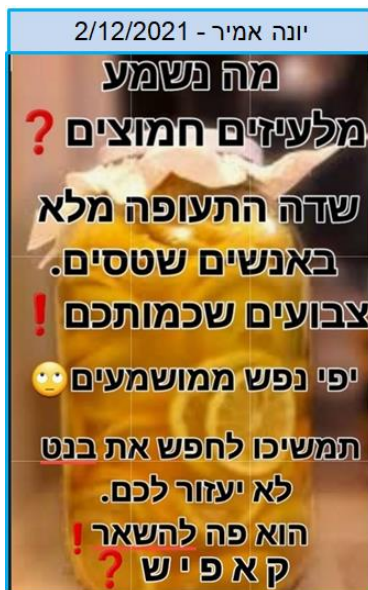 יונה אמיר - 2/12/2021
מה נשמע
מלעיזים חמוצים❓
שדה התעופה מלא
באנשים שטסים.
צבועים שכמותכם❗
יפי נפש ממושמעים🙄
תמשיכו לחפש את בנט
לא יעזור לכם.
הוא פה להשאר❗
ק א פ י ש ❓